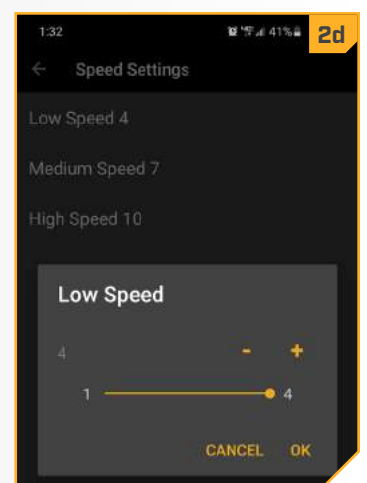 1:32 41% 2d
← Speed Settings
Low Speed 4
Medium Speed 7
High Speed 10
Low Speed
4 - +
1 4
CANCEL OK